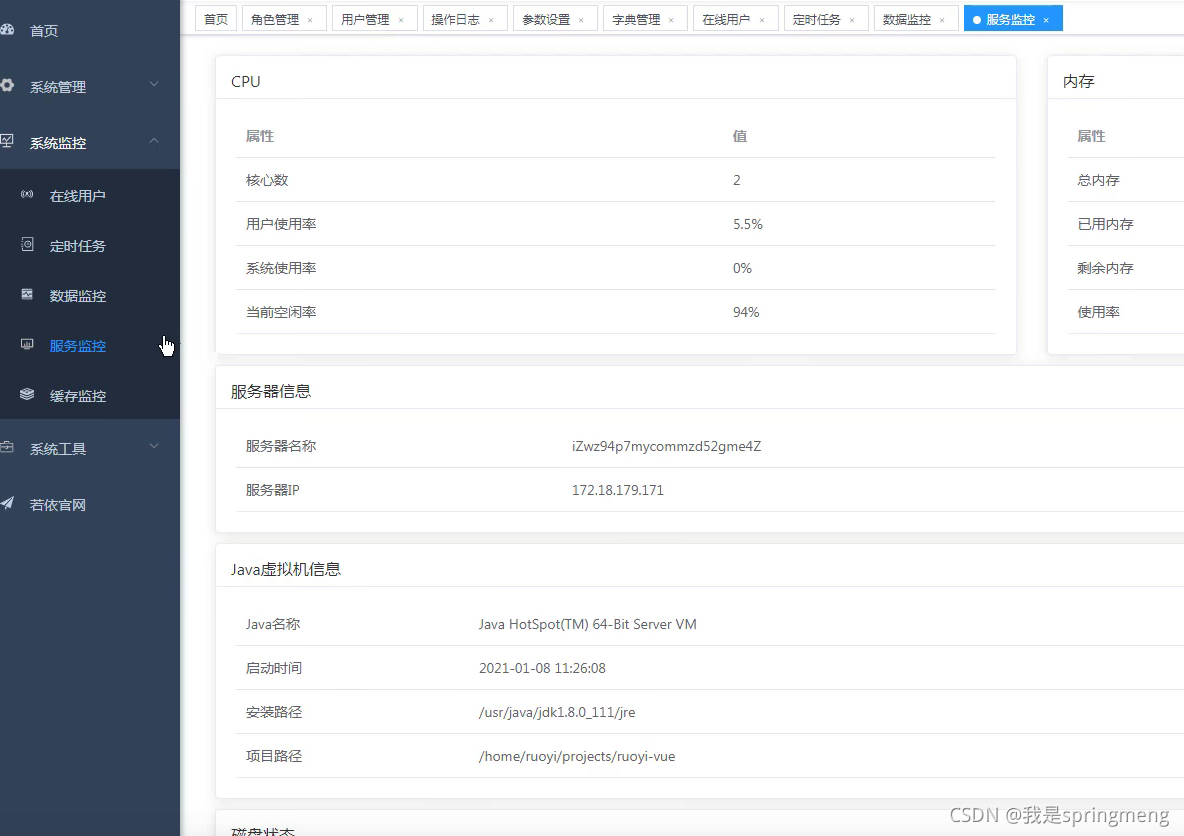 首页
系统管理
系统监控
在线用户
定时任务
数据监控
服务监控
缓存监控
系统工具
若依官网
首页 角色管理 × 用户管理 × 操作日志 × 参数设置 × 字典管理 × 在线用户 × 定时任务 × 数据监控 × 服务监控 ×
CPU
属性 值
核心数 2
用户使用率 5.5%
系统使用率 0%
当前空闲率 94%
内存
属性
总内存
已用内存
剩余内存
使用率
服务器信息
服务器名称 iZwz94p7mycommzd52gme4Z
服务器IP 172.18.179.171
Java虚拟机信息
Java名称 Java HotSpot(TM) 64-Bit Server VM
启动时间 2021-01-08 11:26:08
安装路径 /usr/java/jdk1.8.0_111/jre
项目路径 /home/ruoyi/projects/ruoyi-vue
磁盘状态
CSDN @我是springmeng